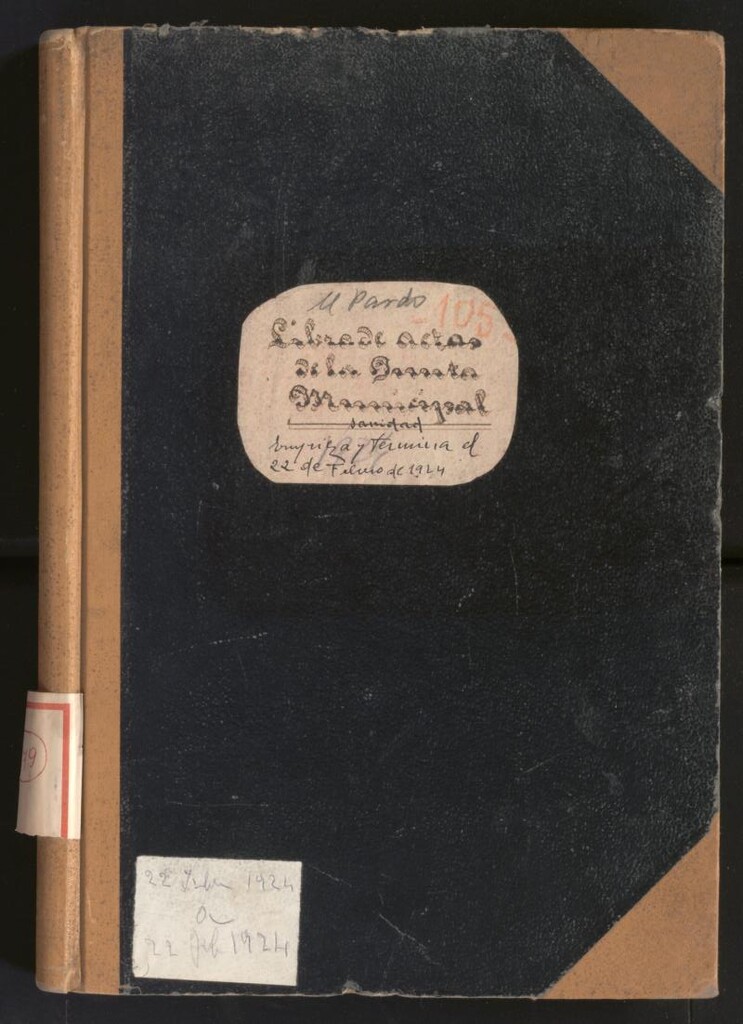 El Pardo
105
Libro de actas
de la Junta
Municipal
sanidad
Empieza y termina el
22 de Febrero de 1924
99
22 Febr 1924
a
22 Feb 1924